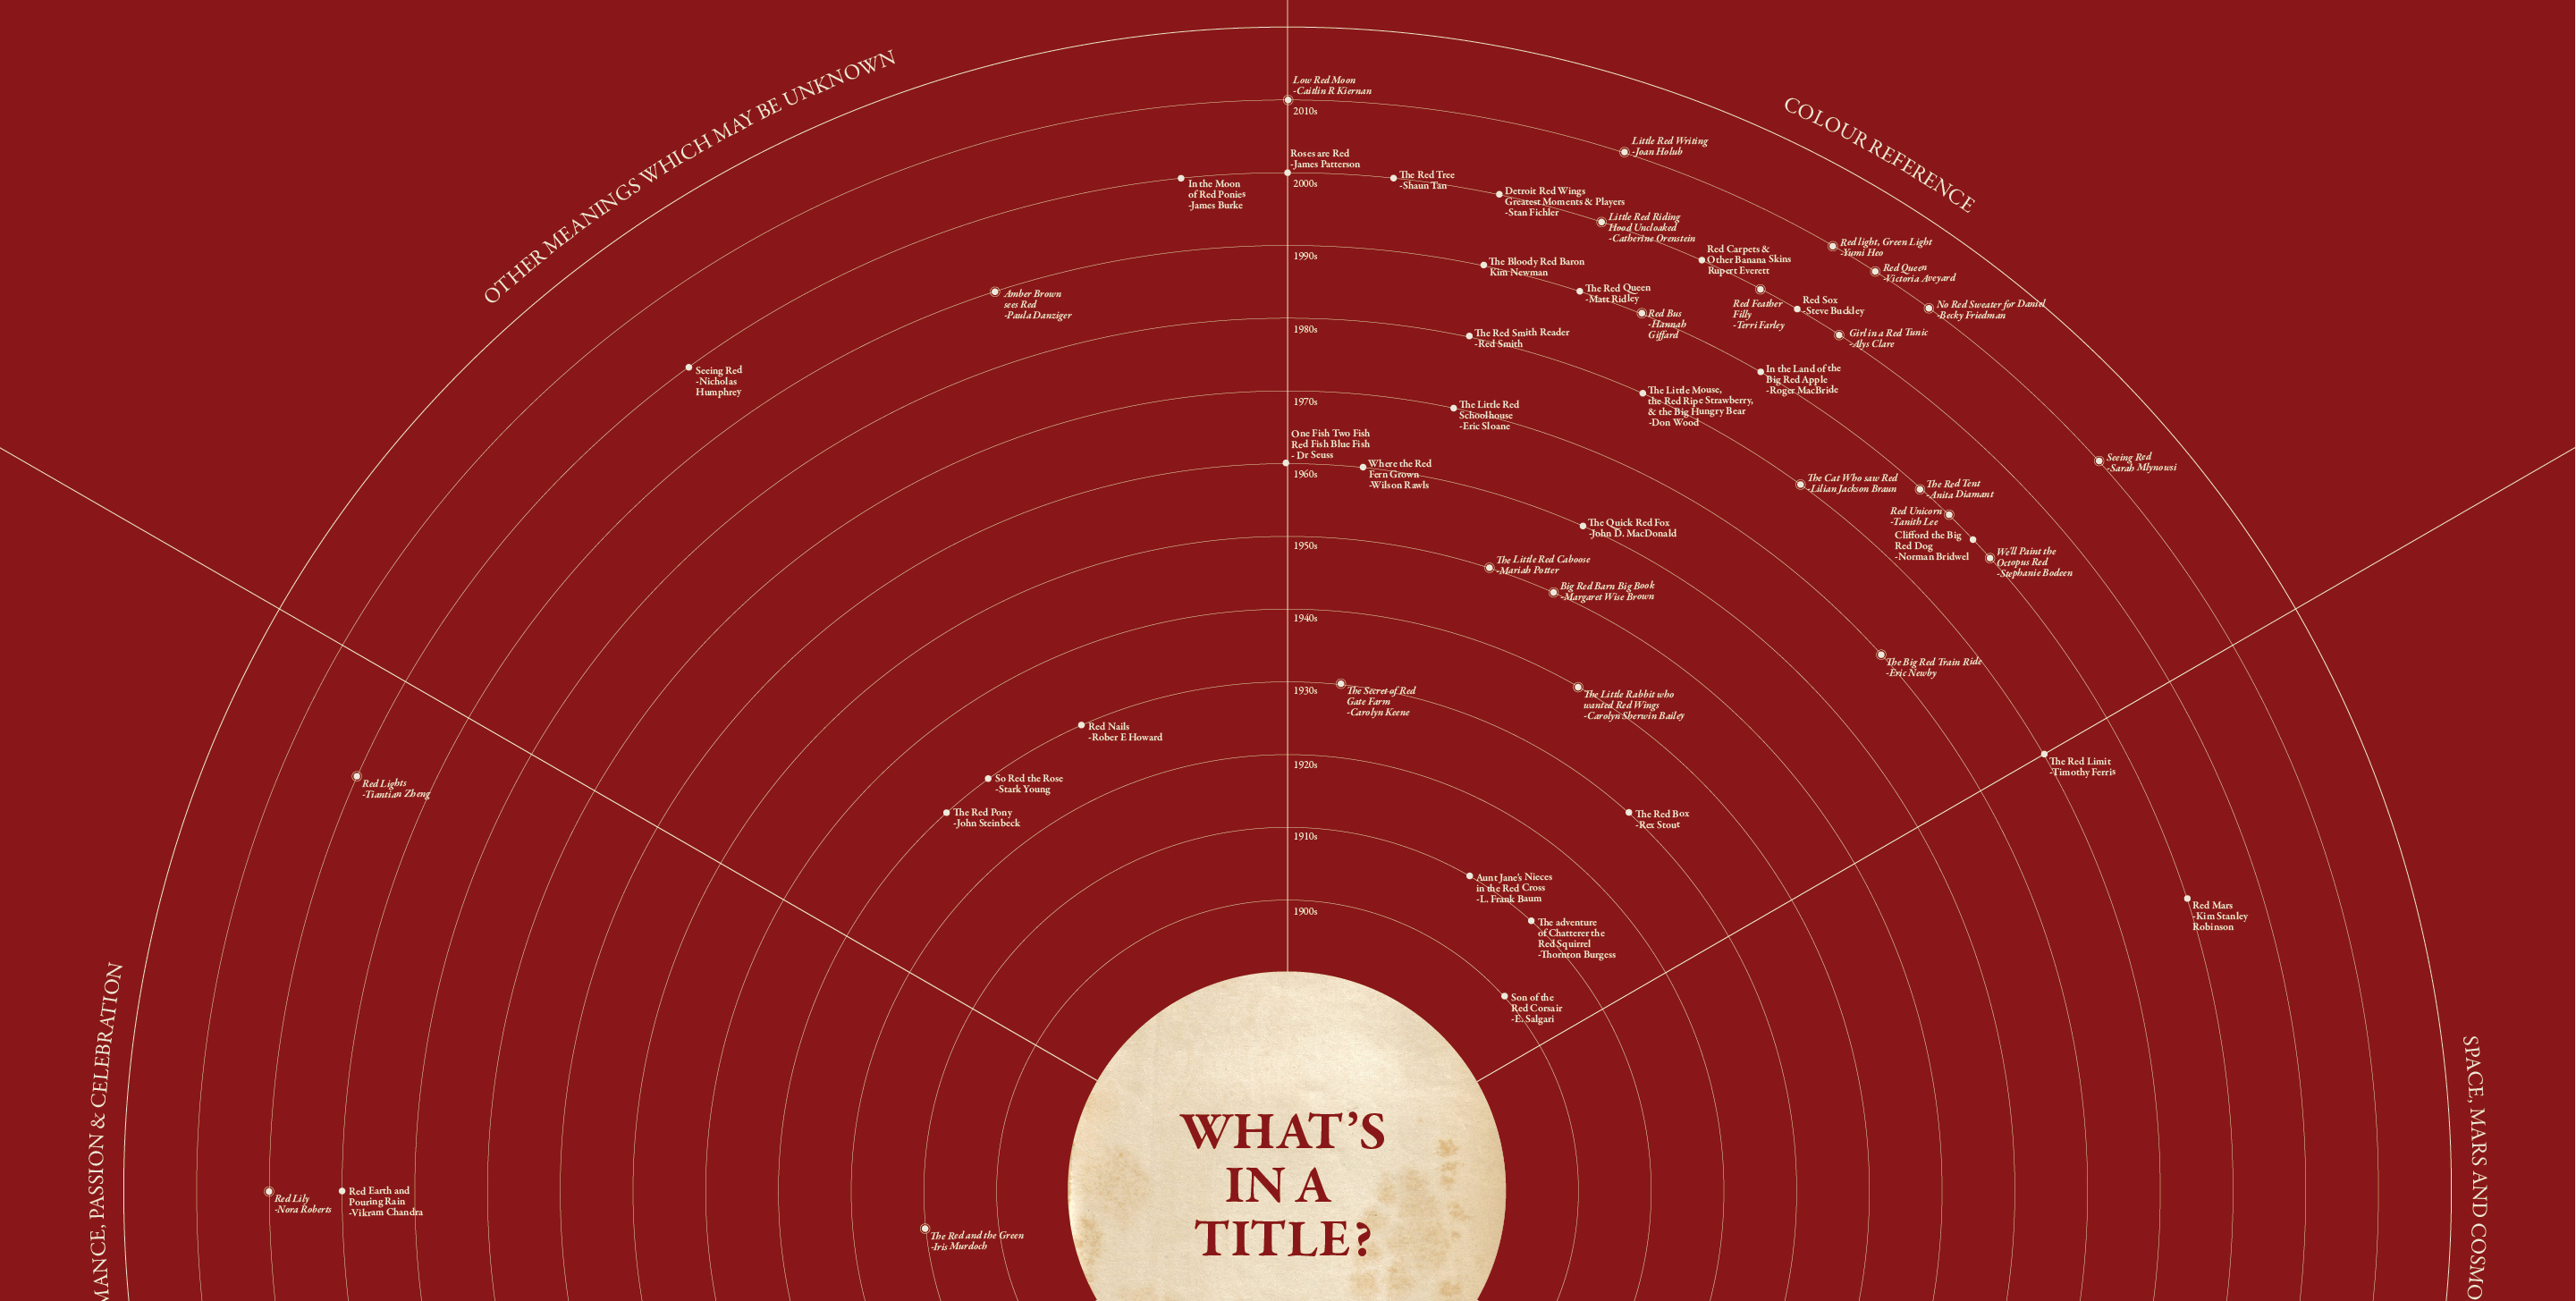 OTHER MEANINGS WHICH MAY BE UNKNOWN
COLOUR REFERENCE
MANCE, PASSION & CELEBRATION
SPACE, MARS AND COSMO
Low Red Moon
-Caitlin R Kiernan
2010s
Little Red Writing
-Joan Holub
Red light, Green Light
-Yumi Heo
Red Queen
-Victoria Aveyard
No Red Sweater for Daniel
-Becky Friedman
Seeing Red
-Sarah Mlynowsi
Roses are Red
-James Patterson
2000s
In the Moon
of Red Ponies
-James Burke
The Red Tree
-Shaun Tan
Detroit Red Wings
Greatest Moments & Players
-Stan Fichler
Little Red Riding
Hood Uncloaked
-Catherine Orenstein
Red Carpets &
Other Banana Skins
Rupert Everett
Red Feather
Filly
-Terri Farley
Red Sox
-Steve Buckley
Girl in a Red Tunic
-Alys Clare
Seeing Red
-Nicholas
Humphrey
Red Lights
-Tiantian Zheng
Red Lily
-Nora Roberts
1990s
Amber Brown
sees Red
-Paula Danziger
The Bloody Red Baron
Kim Newman
The Red Queen
-Matt Ridley
Red Bus
-Hannah
Giffard
In the Land of the
Big Red Apple
-Roger MacBride
The Red Tent
-Anita Diamant
Red Unicorn
-Tanith Lee
Clifford the Big
Red Dog
-Norman Bridwel
We'll Paint the
Octopus Red
-Stephanie Bodeen
Red Mars
-Kim Stanley
Robinson
Red Earth and
Pouring Rain
-Vikram Chandra
1980s
The Red Smith Reader
-Red Smith
The Little Mouse,
the Red Ripe Strawberry,
& the Big Hungry Bear
-Don Wood
The Cat Who saw Red
-Lilian Jackson Braun
The Red Limit
-Timothy Ferris
1970s
The Little Red
Schoolhouse
-Eric Sloane
The Big Red Train Ride
-Eric Newby
One Fish Two Fish
Red Fish Blue Fish
- Dr Seuss
1960s
Where the Red
Fern Grown
-Wilson Rawls
The Quick Red Fox
-John D. MacDonald
1950s
The Little Red Caboose
-Mariah Potter
Big Red Barn Big Book
-Margaret Wise Brown
1940s
The Little Rabbit who
wanted Red Wings
-Carolyn Sherwin Bailey
1930s
The Secret of Red
Gate Farm
-Carolyn Keene
The Red Box
-Rex Stout
Red Nails
-Rober E Howard
So Red the Rose
-Stark Young
The Red Pony
-John Steinbeck
1920s
1910s
Aunt Jane's Nieces
in the Red Cross
-L. Frank Baum
The adventure
of Chatterer the
Red Squirrel
-Thornton Burgess
1900s
Son of the
Red Corsair
-E. Salgari
The Red and the Green
-Iris Murdoch
WHAT'S
IN A
TITLE?